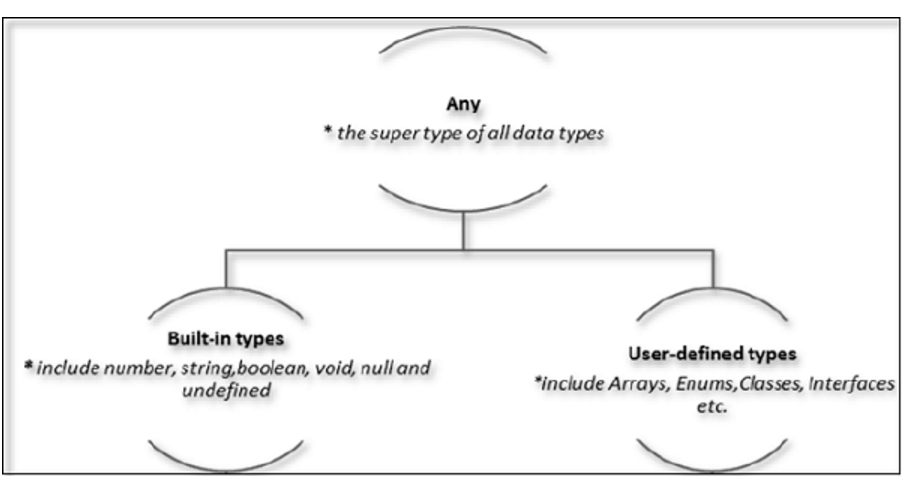 Any
* the super type of all data types
Built-in types
* include number, string,boolean, void, null and
undefined
User-defined types
*include Arrays, Enums,Classes, Interfaces
etc.